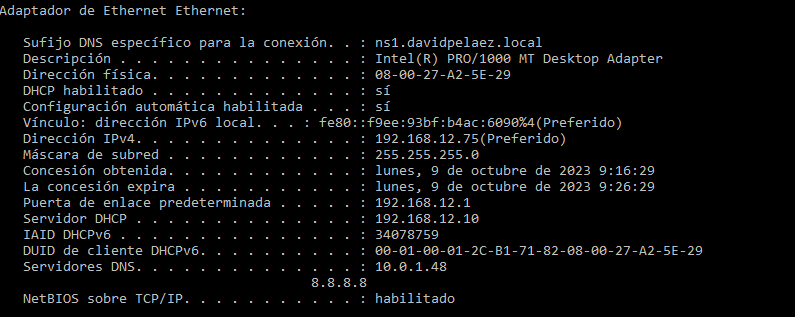 Adaptador de Ethernet Ethernet:
Sufijo DNS específico para la conexión. . : ns1.davidpelaez.local
Descripción . . . . . . . . . . . . . . . : Intel(R) PRO/1000 MT Desktop Adapter
Dirección física. . . . . . . . . . . . . : 08-00-27-A2-5E-29
DHCP habilitado . . . . . . . . . . . . . : sí
Configuración automática habilitada . . . : sí
Vínculo: dirección IPv6 local. . . : fe80::f9ee:93bf:b4ac:6090%4(Preferido)
Dirección IPv4. . . . . . . . . . . . . . : 192.168.12.75(Preferido)
Máscara de subred . . . . . . . . . . . . : 255.255.255.0
Concesión obtenida. . . . . . . . . . . . : lunes, 9 de octubre de 2023 9:16:29
La concesión expira . . . . . . . . . . . : lunes, 9 de octubre de 2023 9:26:29
Puerta de enlace predeterminada . . . . . : 192.168.12.1
Servidor DHCP . . . . . . . . . . . . . . : 192.168.12.10
IAID DHCPv6 . . . . . . . . . . . . . . . : 34078759
DUID de cliente DHCPv6. . . . . . . . . . : 00-01-00-01-2C-B1-71-82-08-00-27-A2-5E-29
Servidores DNS. . . . . . . . . . . . . . : 10.0.1.48
8.8.8.8
NetBIOS sobre TCP/IP. . . . . . . . . . . : habilitado